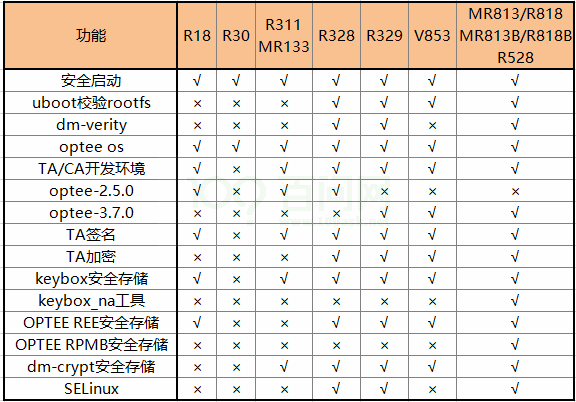 功能 R18 R30 R311 MR133 R328 R329 V853 MR813/R818 MR813B/R818B R528
安全启动 √ √ √ √ √ √ √
uboot校验rootfs × × × √ √ √ √
dm-verity × × × √ √ × √
optee os √ √ √ √ √ √ √
TA/CA开发环境 √ × √ √ √ √ √
optee-2.5.0 √ × √ √ × × ×
optee-3.7.0 × × × × √ √ √
TA签名 √ × √ √ √ √ √
TA加密 × × × √ √ √ √
keybox安全存储 √ × √ √ √ √ √
keybox_na工具 × × × × × × √
OPTEE REE安全存储 √ × × √ √ √ √
OPTEE RPMB安全存储 × × × × × × √
dm-crypt安全存储 × × √ √ √ √ √
SELinux × × × √ √ × √